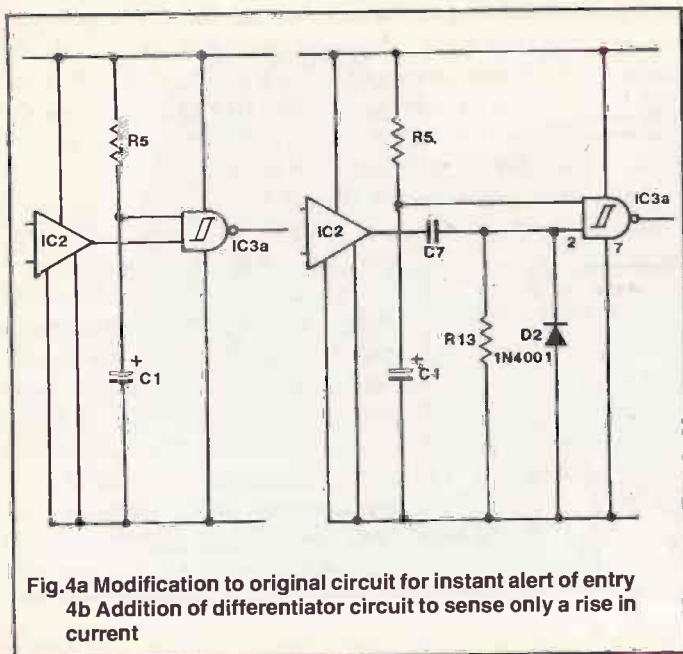 R5
IC2
IC3a
+
C1
R5.
IC2
C7
2
IC3a
7
R13
D2
1N4001
+
C1
Fig.4a Modification to original circuit for instant alert of entry
4b Addition of differentiator circuit to sense only a rise in
current